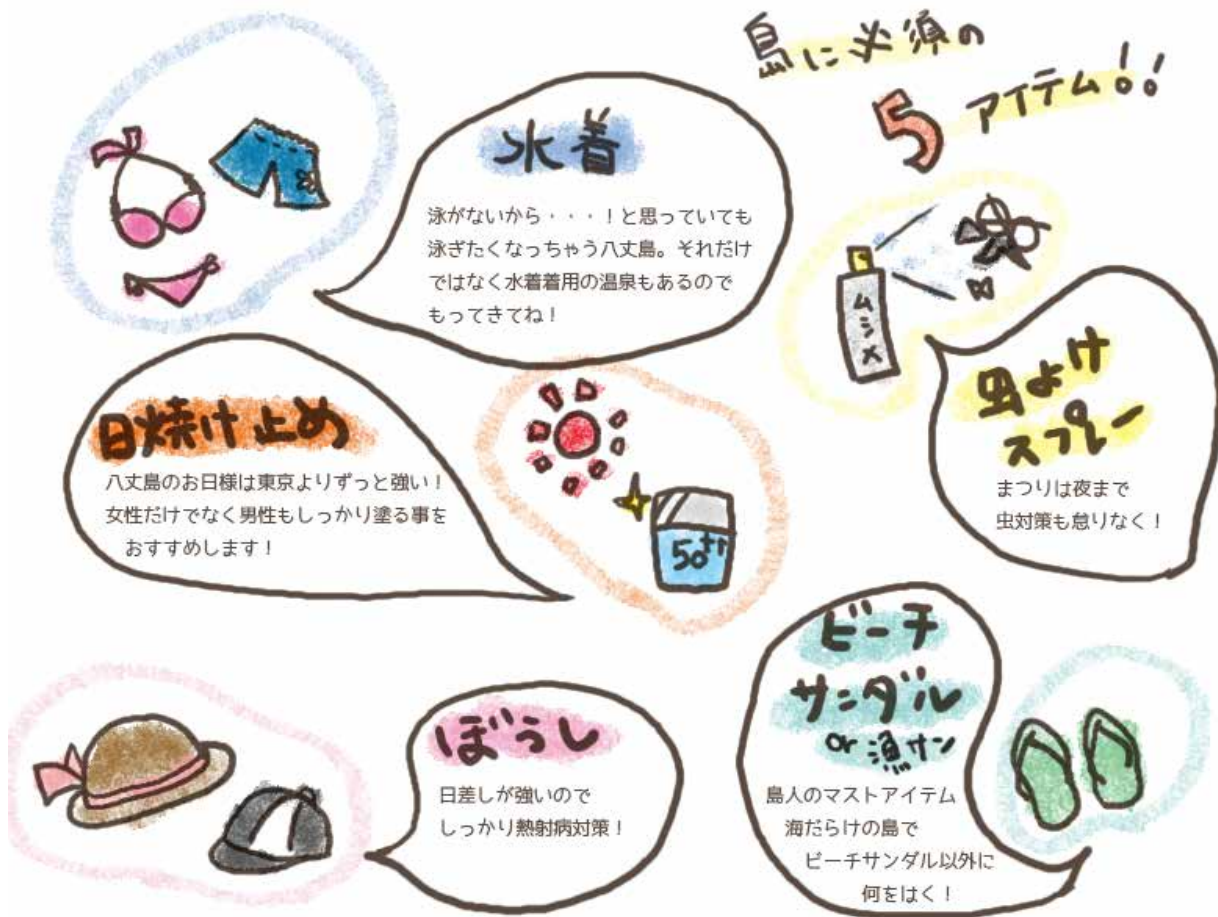 島に必須の
5 アイテム!!
水着
泳がないから・・・！と思っていても
泳ぎたくなっちゃう八丈島。それだけ
ではなく水着着用の温泉もあるので
もってきてね！
ムシメ
虫よけ
スプレー
まつりは夜まで
虫対策も怠りなく！
日焼け止め
八丈島のお日様は東京よりずっと強い！
女性だけでなく男性もしっかり塗る事を
おすすめします！
50++
ビーチ
サンダル
or 漁サン
島人のマストアイテム
海だらけの島で
ビーチサンダル以外に
何をはく！
ぼうし
日差しが強いので
しっかり熱射病対策！